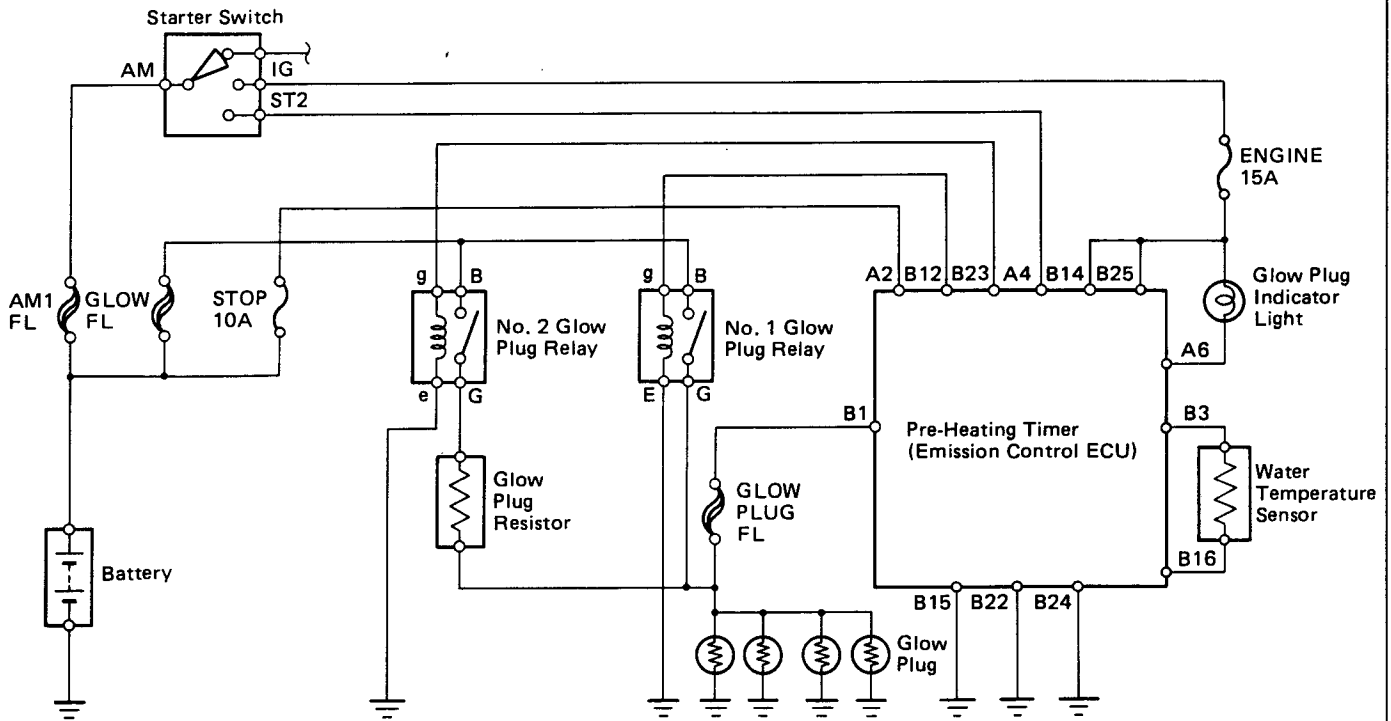 Starter Switch
AM
IG
ST2
ENGINE
15A
AM1
FL
GLOW
FL
STOP
10A
g
B
No. 2 Glow
Plug Relay
e
G
g
B
No. 1 Glow
Plug Relay
E
G
A2
B12
B23
A4
B14
B25
Glow Plug
Indicator
Light
A6
B1
Pre-Heating Timer
(Emission Control ECU)
B3
Water
Temperature
Sensor
B16
Glow
Plug
Resistor
GLOW
PLUG
FL
Battery
B15
B22
B24
Glow
Plug